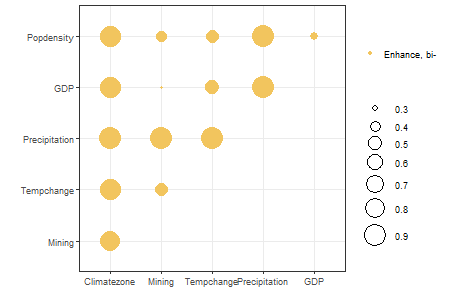 Popdensity
GDP
Precipitation
Tempchange
Mining
Climatezone Mining Tempchange Precipitation GDP
Enhance, bi-
0.3
0.4
0.5
0.6
0.7
0.8
0.9